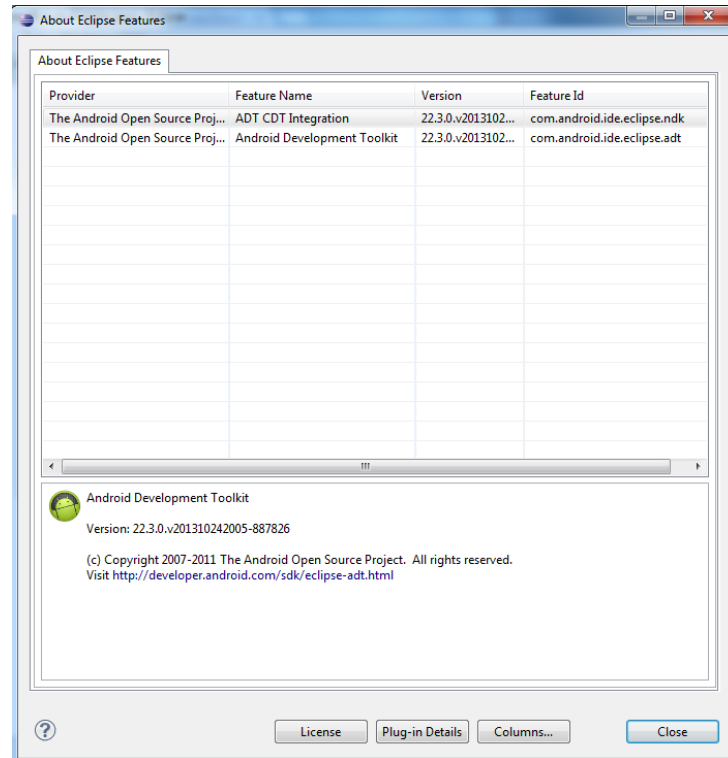 About Eclipse Features
About Eclipse Features
Provider Feature Name Version Feature Id
The Android Open Source Proj... ADT CDT Integration 22.3.0.v2013102... com.android.ide.eclipse.ndk
The Android Open Source Proj... Android Development Toolkit 22.3.0.v2013102... com.android.ide.eclipse.adt
Android Development Toolkit
Version: 22.3.0.v201310242005-887826
(c) Copyright 2007-2011 The Android Open Source Project. All rights reserved.
Visit http://developer.android.com/sdk/eclipse-adt.html
? License Plug-in Details Columns... Close